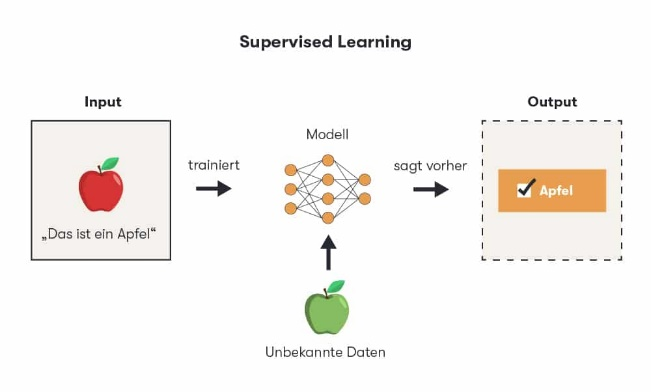 Supervised Learning
Input
Output
Modell
trainiert
sagt vorher
Apfel
„Das ist ein Apfel“
Unbekannte Daten